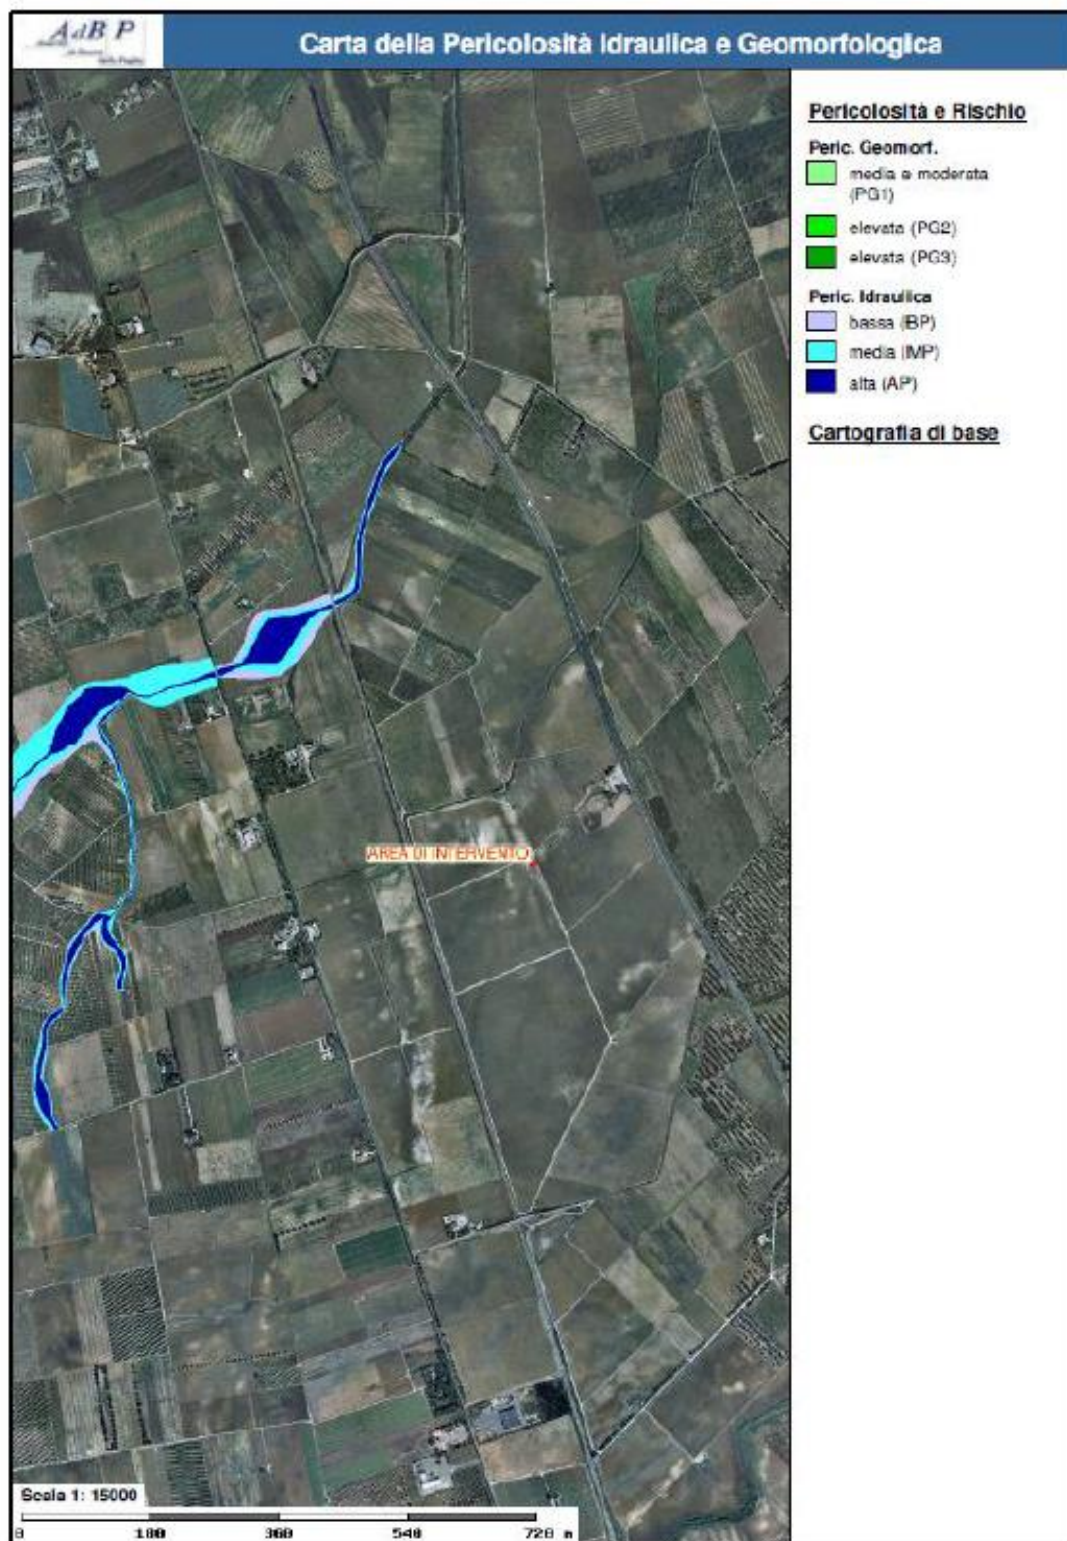 AdBP
Carta della Pericolosità Idraulica e Geomorfologica
Pericolosità e Rischio
Peric. Geomorf.
media e moderata
(PG1)
elevata (PG2)
elevata (PG3)
Peric. Idraulica
bassa (BP)
media (MP)
alta (AP)
Cartografia di base
AREA DI INTERVENTO
Scala 1: 15000
0 180 360 540 720 m